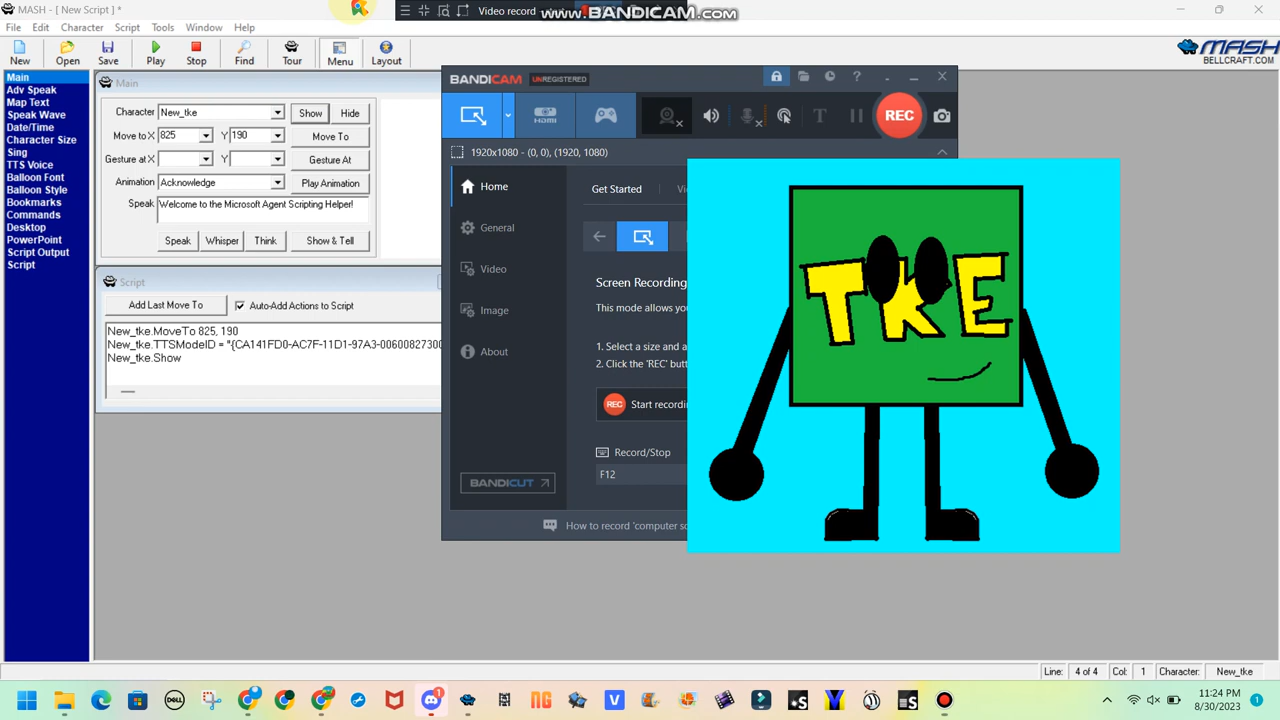 MASH - [ New Script ] *
Video record
www.BANDICAM.com
File Edit Character Script Tools Window Help
New Open Save Play Stop Find Tour Menu Layout
MASH
BELLCRAFT.COM
Main
Adv Speak
Map Text
Speak Wave
Date/Time
Character Size
Sing
TTS Voice
Balloon Font
Balloon Style
Bookmarks
Commands
Desktop
PowerPoint
Script Output
Script
Main
Character New_tke Show Hide
Move to X 825 Y 190 Move To
Gesture at X Y Gesture At
Animation Acknowledge Play Animation
Speak Welcome to the Microsoft Agent Scripting Helper!
Speak Whisper Think Show & Tell
Script
Add Last Move To Auto-Add Actions to Script
New_tke.MoveTo 825, 190
New_tke.TTSModeID = "{CA141FD0-AC7F-11D1-97A3-0060082730
New_tke.Show
BANDICAM UNREGISTERED
HDMI
REC
1920x1080 - (0, 0), (1920, 1080)
Home
General
Video
Image
About
BANDICUT
Get Started
Screen Recording
This mode allows yo
1. Select a size and a
2. Click the 'REC' butt
REC Start recordin
Record/Stop
F12
How to record 'computer so
TKE
Line: 4 of 4 Col: 1 Character: New_tke
DELL
NG
V
11:24 PM
8/30/2023